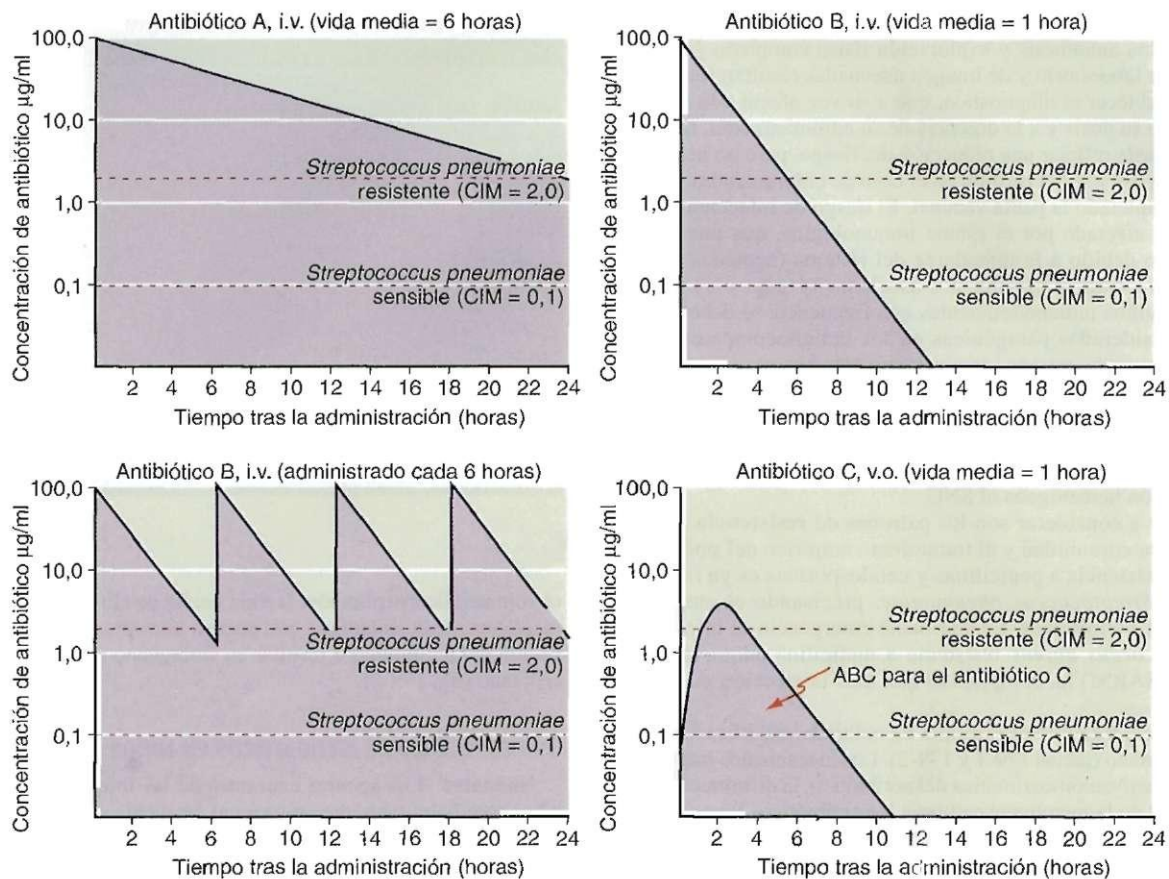 Antibiótico A, i.v. (vida media = 6 horas)
Concentración de antibiótico µg/ml
100,0
10,0
1,0
0,1
Streptococcus pneumoniae
resistente (CIM = 2,0)
Streptococcus pneumoniae
sensible (CIM = 0,1)
2 4 6 8 10 12 14 16 18 20 22 24
Tiempo tras la administración (horas)
Antibiótico B, i.v. (vida media = 1 hora)
Concentración de antibiótico µg/ml
100,0
10,0
1,0
0,1
Streptococcus pneumoniae
resistente (CIM = 2,0)
Streptococcus pneumoniae
sensible (CIM = 0,1)
2 4 6 8 10 12 14 16 18 20 22 24
Tiempo tras la administración (horas)
Antibiótico B, i.v. (administrado cada 6 horas)
Concentración de antibiótico µg/ml
100,0
10,0
1,0
0,1
Streptococcus pneumoniae
resistente (CIM = 2,0)
Streptococcus pneumoniae
sensible (CIM = 0,1)
2 4 6 8 10 12 14 16 18 20 22 24
Tiempo tras la administración (horas)
Antibiótico C, v.o. (vida media = 1 hora)
Concentración de antibiótico µg/ml
100,0
10,0
1,0
0,1
Streptococcus pneumoniae
resistente (CIM = 2,0)
ABC para el antibiótico C
Streptococcus pneumoniae
sensible (CIM = 0,1)
2 4 6 8 10 12 14 16 18 20 22 24
Tiempo tras la administración (horas)